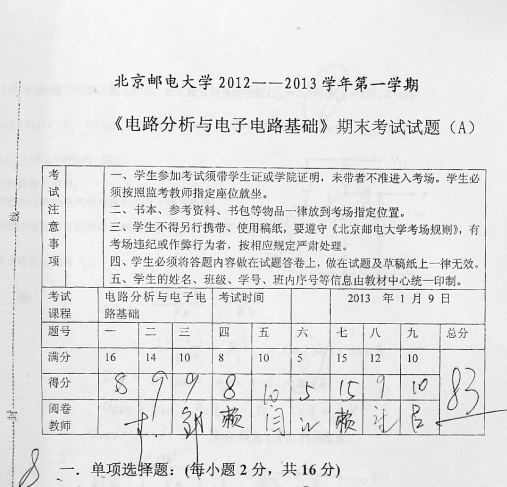 北京邮电大学2012——2013学年第一学期
《电路分析与电子电路基础》期末考试试题（A）
考试注意事项
一、学生参加考试须带学生证或学院证明，未带者不准进入考场。学生必
须按照监考教师指定座位就坐。
二、书本、参考资料、书包等物品一律放到考场指定位置。
三、学生不得另行携带、使用稿纸，要遵守《北京邮电大学考场规则》，有
考场违纪或作弊行为者，按相应规定严肃处理。
四、学生必须将答题内容做在试题答卷上，做在试题及草稿纸上一律无效。
五、学生的姓名、班级、学号、班内序号等信息由教材中心统一印制。
考试课程 电路分析与电子电路基础 考试时间 2013 年 1 月 9 日
题号 一 二 三 四 五 六 七 八 九 总分
满分 16 14 10 8 10 5 15 12 10
得分 8 9 9 8 10 5 15 9 10 83
阅卷教师 赖 闫 赖 吕
8
一．单项选择题：(每小题 2 分，共 16 分)